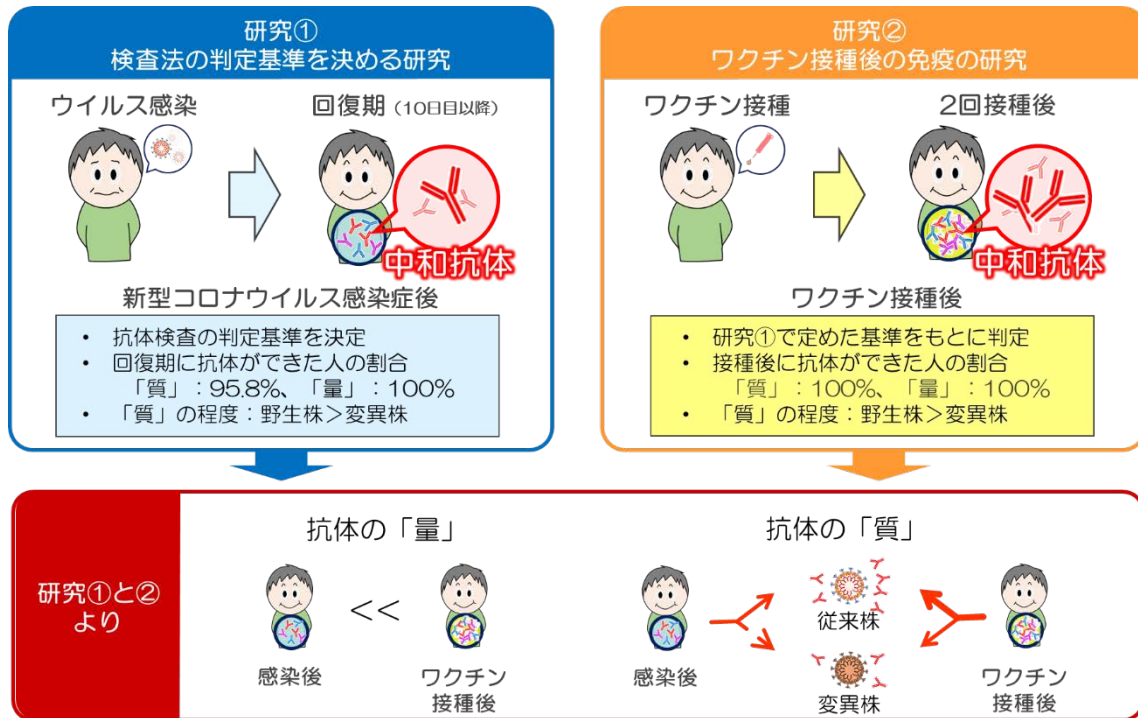 研究①
検査法の判定基準を決める研究
ウイルス感染
回復期（10日目以降）
中和抗体
新型コロナウイルス感染症後
• 抗体検査の判定基準を決定
• 回復期に抗体ができた人の割合
「質」：95.8%、「量」：100%
• 「質」の程度：野生株＞変異株
研究②
ワクチン接種後の免疫の研究
ワクチン接種
2回接種後
中和抗体
ワクチン接種後
• 研究①で定めた基準をもとに判定
• 接種後に抗体ができた人の割合
「質」：100%、「量」：100%
• 「質」の程度：野生株＞変異株
研究①と②
より
抗体の「量」
<<
感染後
ワクチン
接種後
抗体の「質」
従来株
感染後
変異株
ワクチン
接種後